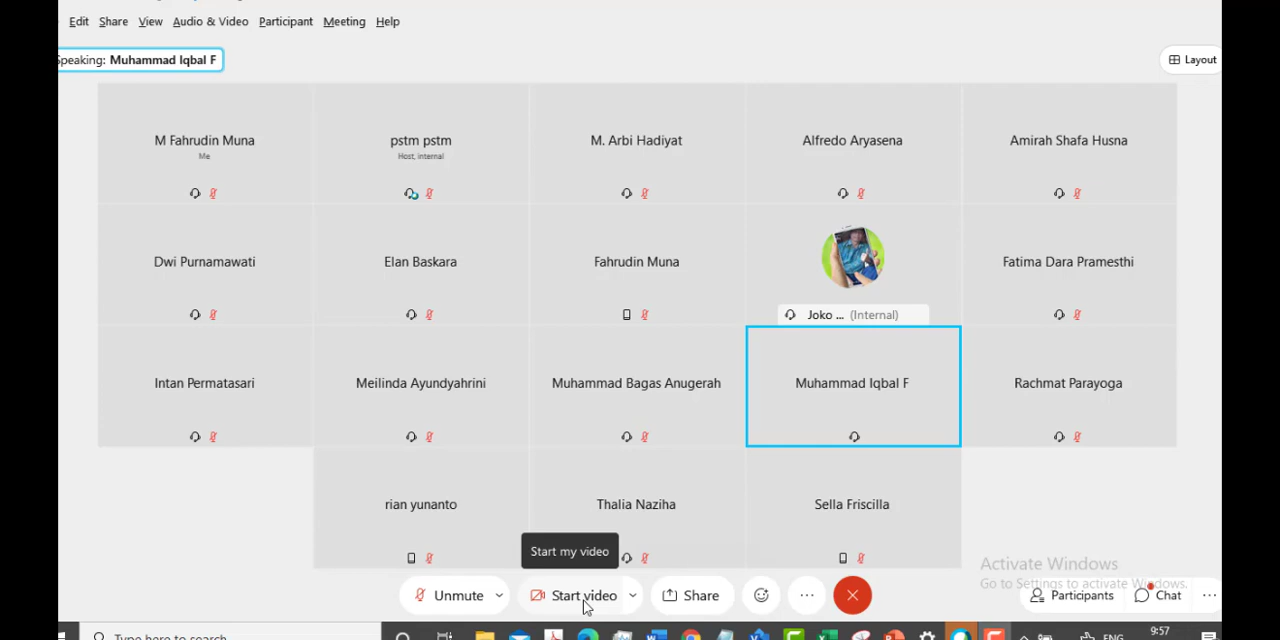 Edit Share View Audio & Video Participant Meeting Help
Speaking: Muhammad Iqbal F
Layout
M Fahrudin Muna
Me
pstm pstm
Host, internal
M. Arbi Hadiyat
Alfredo Aryasena
Amirah Shafa Husna
Dwi Purnamawati
Elan Baskara
Fahrudin Muna
Joko ... (Internal)
Fatima Dara Pramesthi
Intan Permatasari
Meilinda Ayundyahrini
Muhammad Bagas Anugerah
Muhammad Iqbal F
Rachmat Parayoga
rian yunanto
Thalia Naziha
Sella Friscilla
Start my video
Activate Windows
Go to Settings to activate Windows.
Unmute
Start video
Share
Participants
Chat
Type here to search
ENG
9:57